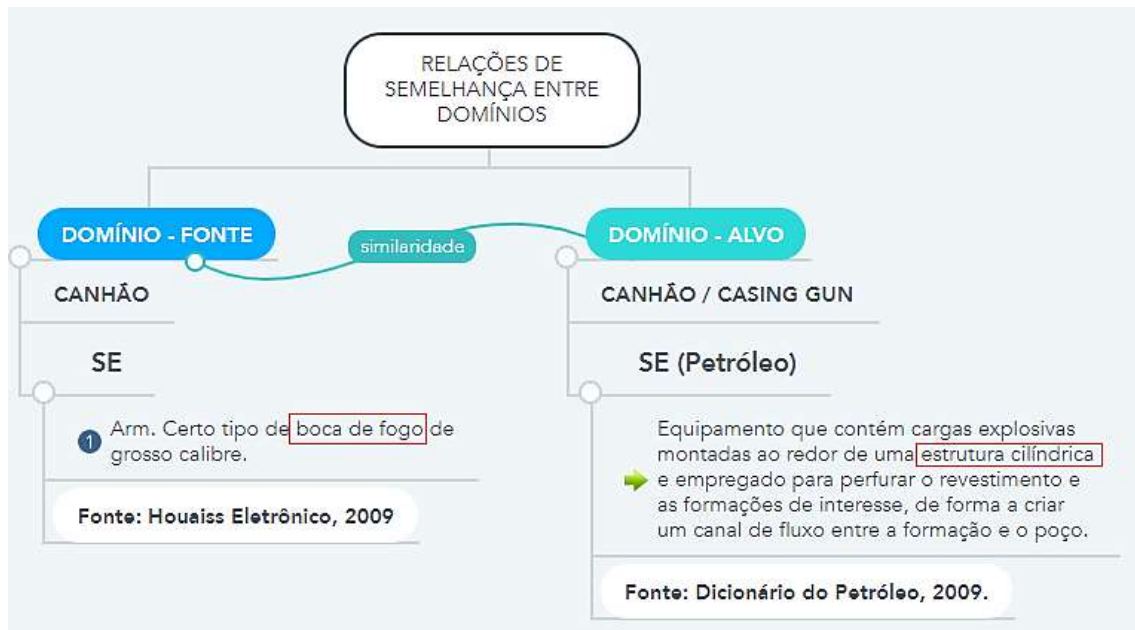 RELAÇÕES DE
SEMELHANÇA ENTRE
DOMÍNIOS
DOMÍNIO - FONTE
similaridade
DOMÍNIO - ALVO
CANHÃO
CANHÃO / CASING GUN
SE
SE (Petróleo)
1 Arm. Certo tipo de boca de fogo de
grosso calibre.
Fonte: Houaiss Eletrônico, 2009
Equipamento que contém cargas explosivas
montadas ao redor de uma estrutura cilíndrica
e empregado para perfurar o revestimento e
as formações de interesse, de forma a criar
um canal de fluxo entre a formação e o poço.
Fonte: Dicionário do Petróleo, 2009.